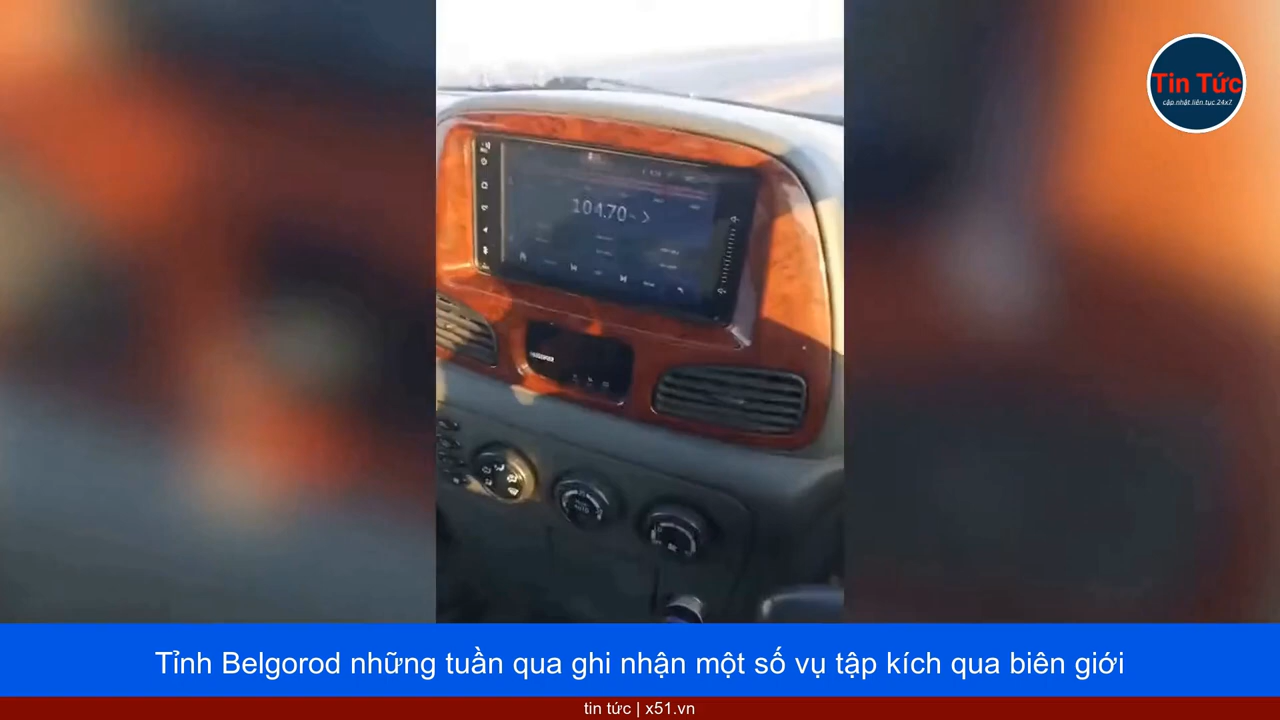 Tin Tức
cập nhật liên tục 24x7
104.70
AUTO
Tỉnh Belgorod những tuần qua ghi nhận một số vụ tập kích qua biên giới
tin tức | x51.vn